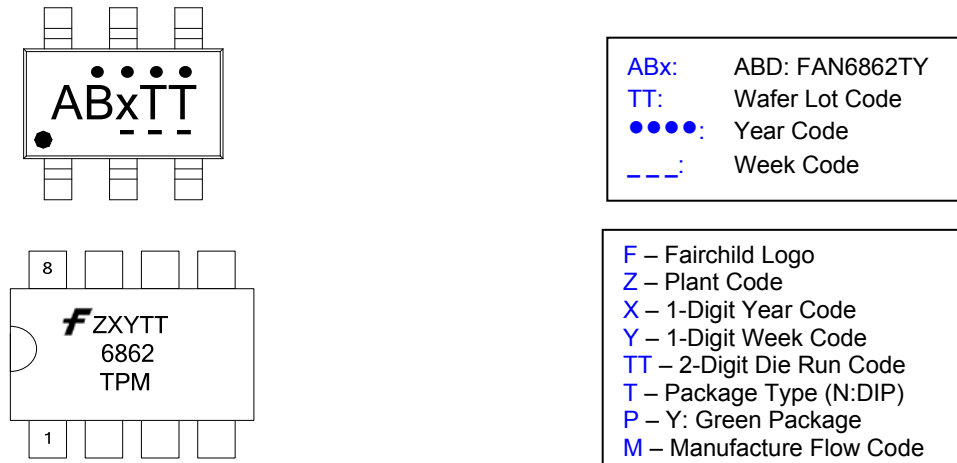 ABxTT
ABx: ABD: FAN6862TY
TT: Wafer Lot Code
●●●●: Year Code
_ _ _: Week Code
8
ZXYTT
6862
TPM
1
F – Fairchild Logo
Z – Plant Code
X – 1-Digit Year Code
Y – 1-Digit Week Code
TT – 2-Digit Die Run Code
T – Package Type (N:DIP)
P – Y: Green Package
M – Manufacture Flow Code